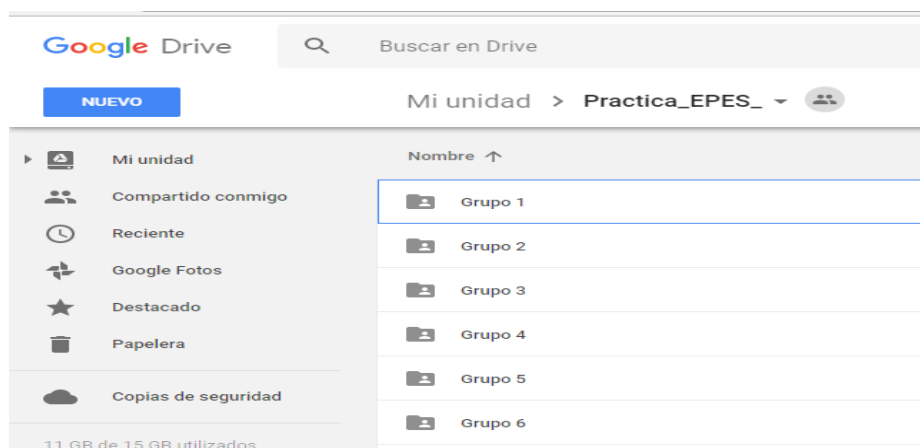 Google Drive
Buscar en Drive
NUEVO
Mi unidad > Practica_EPES_
Mi unidad
Compartido conmigo
Reciente
Google Fotos
Destacado
Papelera
Copias de seguridad
11 GB de 15 GB utilizados
Nombre ↑
Grupo 1
Grupo 2
Grupo 3
Grupo 4
Grupo 5
Grupo 6